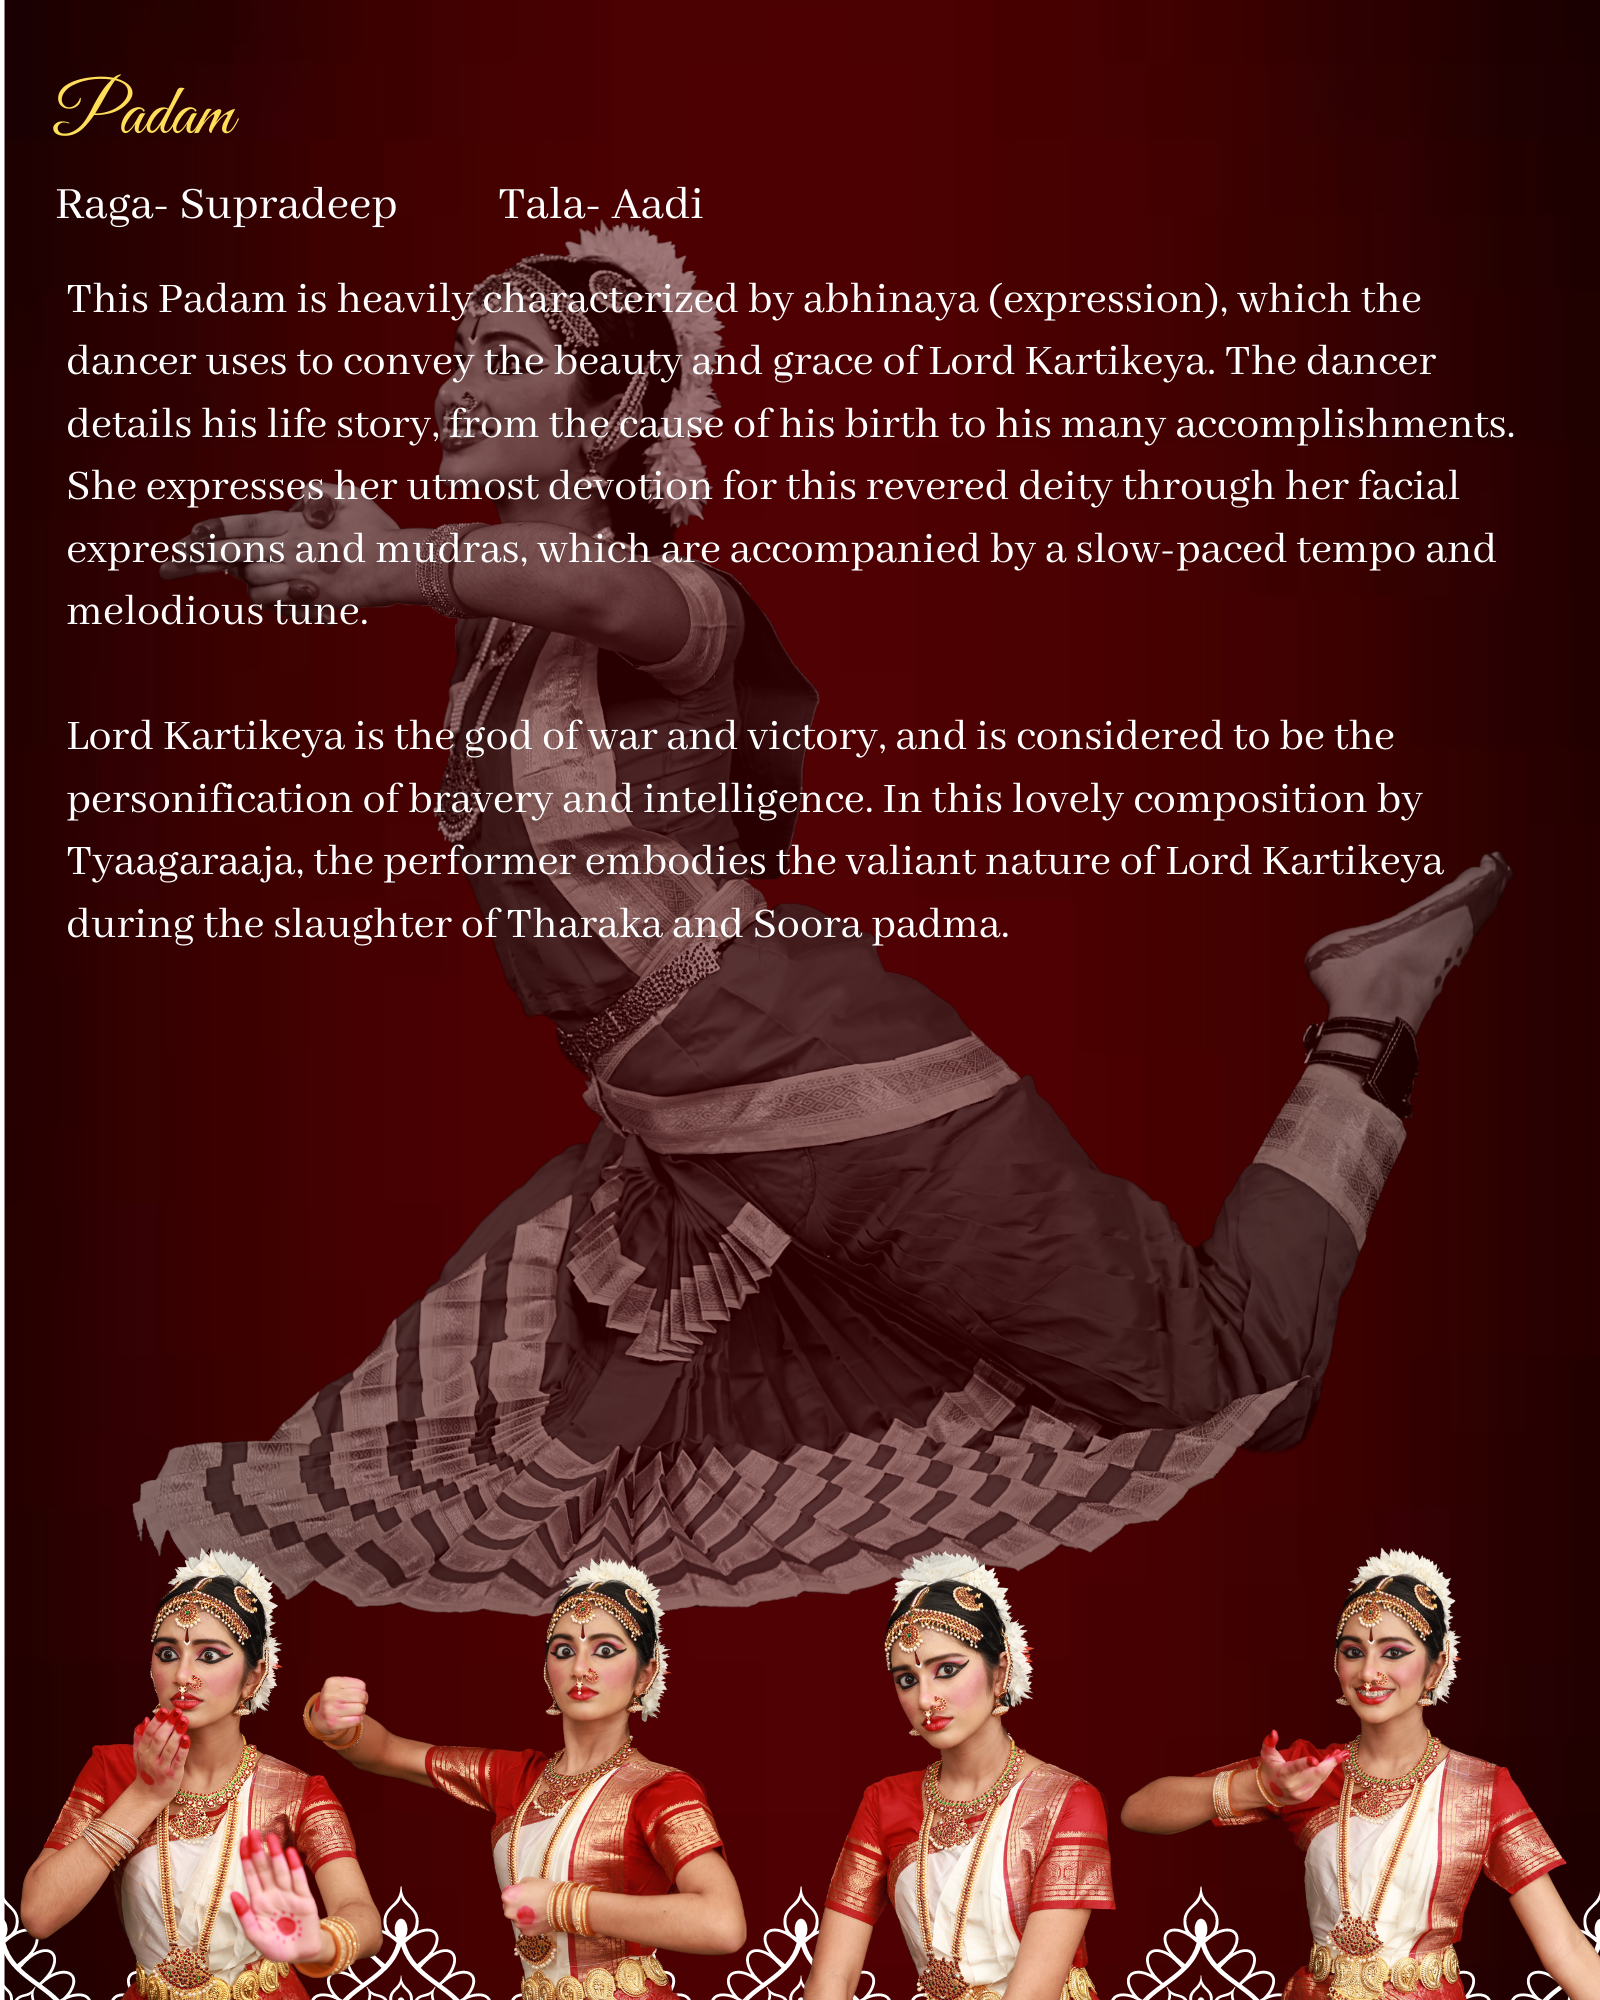 Padam
Raga- Supradeep Tala- Aadi
This Padam is heavily characterized by abhinaya (expression), which the
dancer uses to convey the beauty and grace of Lord Kartikeya. The dancer
details his life story, from the cause of his birth to his many accomplishments.
She expresses her utmost devotion for this revered deity through her facial
expressions and mudras, which are accompanied by a slow-paced tempo and
melodious tune.
Lord Kartikeya is the god of war and victory, and is considered to be the
personification of bravery and intelligence. In this lovely composition by
Tyaagaraaja, the performer embodies the valiant nature of Lord Kartikeya
during the slaughter of Tharaka and Soora padma.